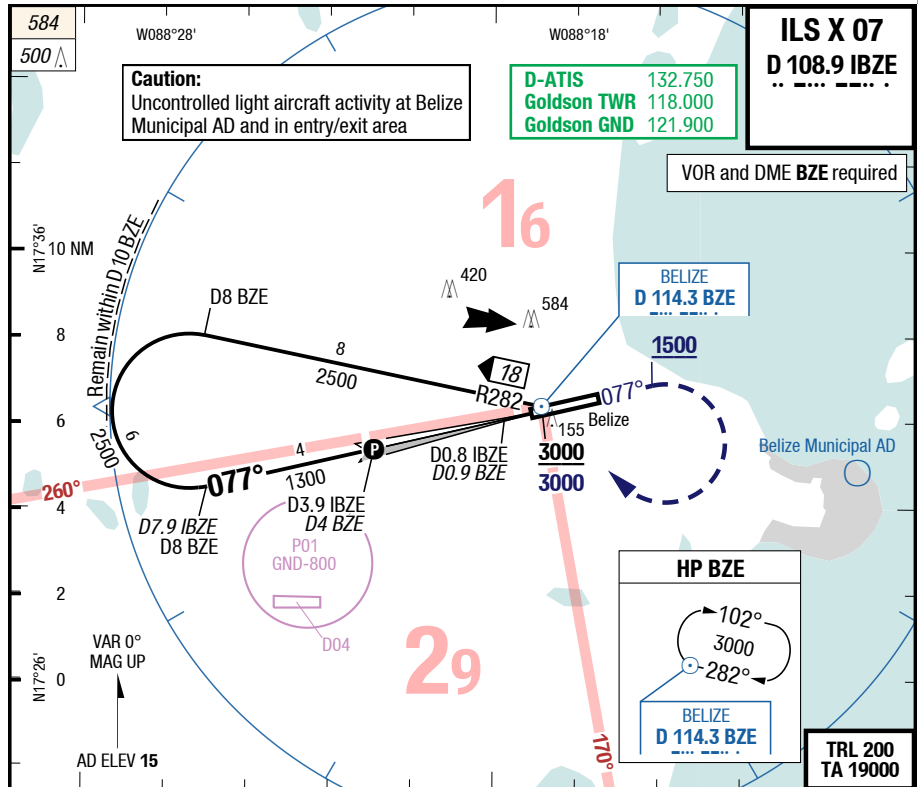 584
500
W088°28'
W088°18'
ILS X 07
D 108.9 IBZE
Caution:
Uncontrolled light aircraft activity at Belize
Municipal AD and in entry/exit area
D-ATIS 132.750
Goldson TWR 118.000
Goldson GND 121.900
VOR and DME BZE required
16
N17°36'
10 NM
8
6
4
2
0
N17°26'
Remain within D 10 BZE
D8 BZE
420
584
BELIZE
D 114.3 BZE
1500
8
2500
18
R282
077°
155
Belize
6
2500
4
1300
077°
260°
D0.8 IBZE
D0.9 BZE
3000
3000
Belize Municipal AD
D7.9 IBZE
D8 BZE
D3.9 IBZE
D4 BZE
P
P01
GND-800
D04
HP BZE
102°
3000
282°
BELIZE
D 114.3 BZE
VAR 0°
MAG UP
29
170°
AD ELEV 15
TRL 200
TA 19000